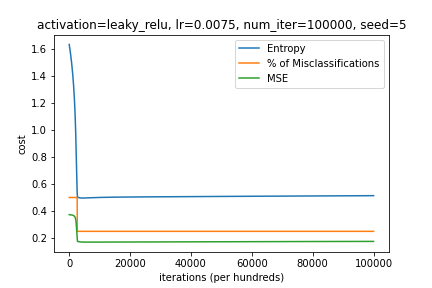 activation=leaky_relu, lr=0.0075, num_iter=100000, seed=5
Entropy
% of Misclassifications
MSE
cost
1.6
1.4
1.2
1.0
0.8
0.6
0.4
0.2
0 20000 40000 60000 80000 100000
iterations (per hundreds)